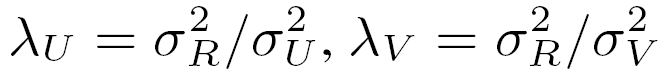 λ_U = σ_R^2/σ_U^2, λ_V = σ_R^2/σ_V^2